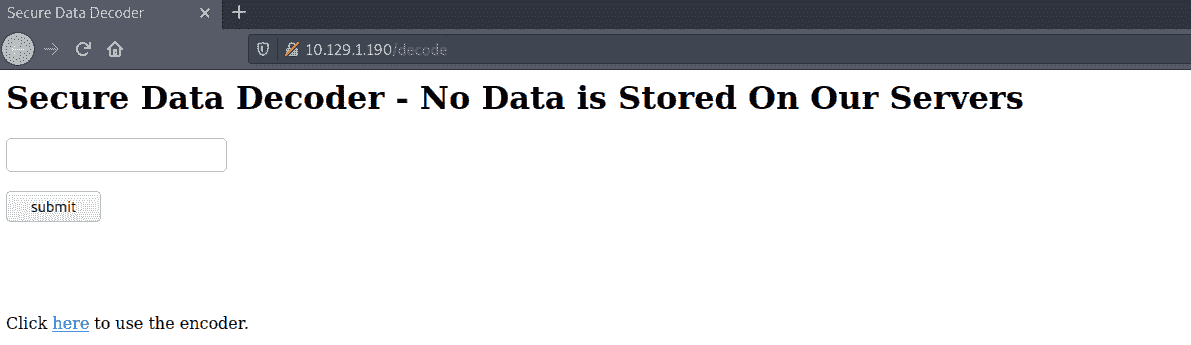 Secure Data Decoder
10.129.1.190/decode
Secure Data Decoder - No Data is Stored On Our Servers
submit
Click here to use the encoder.